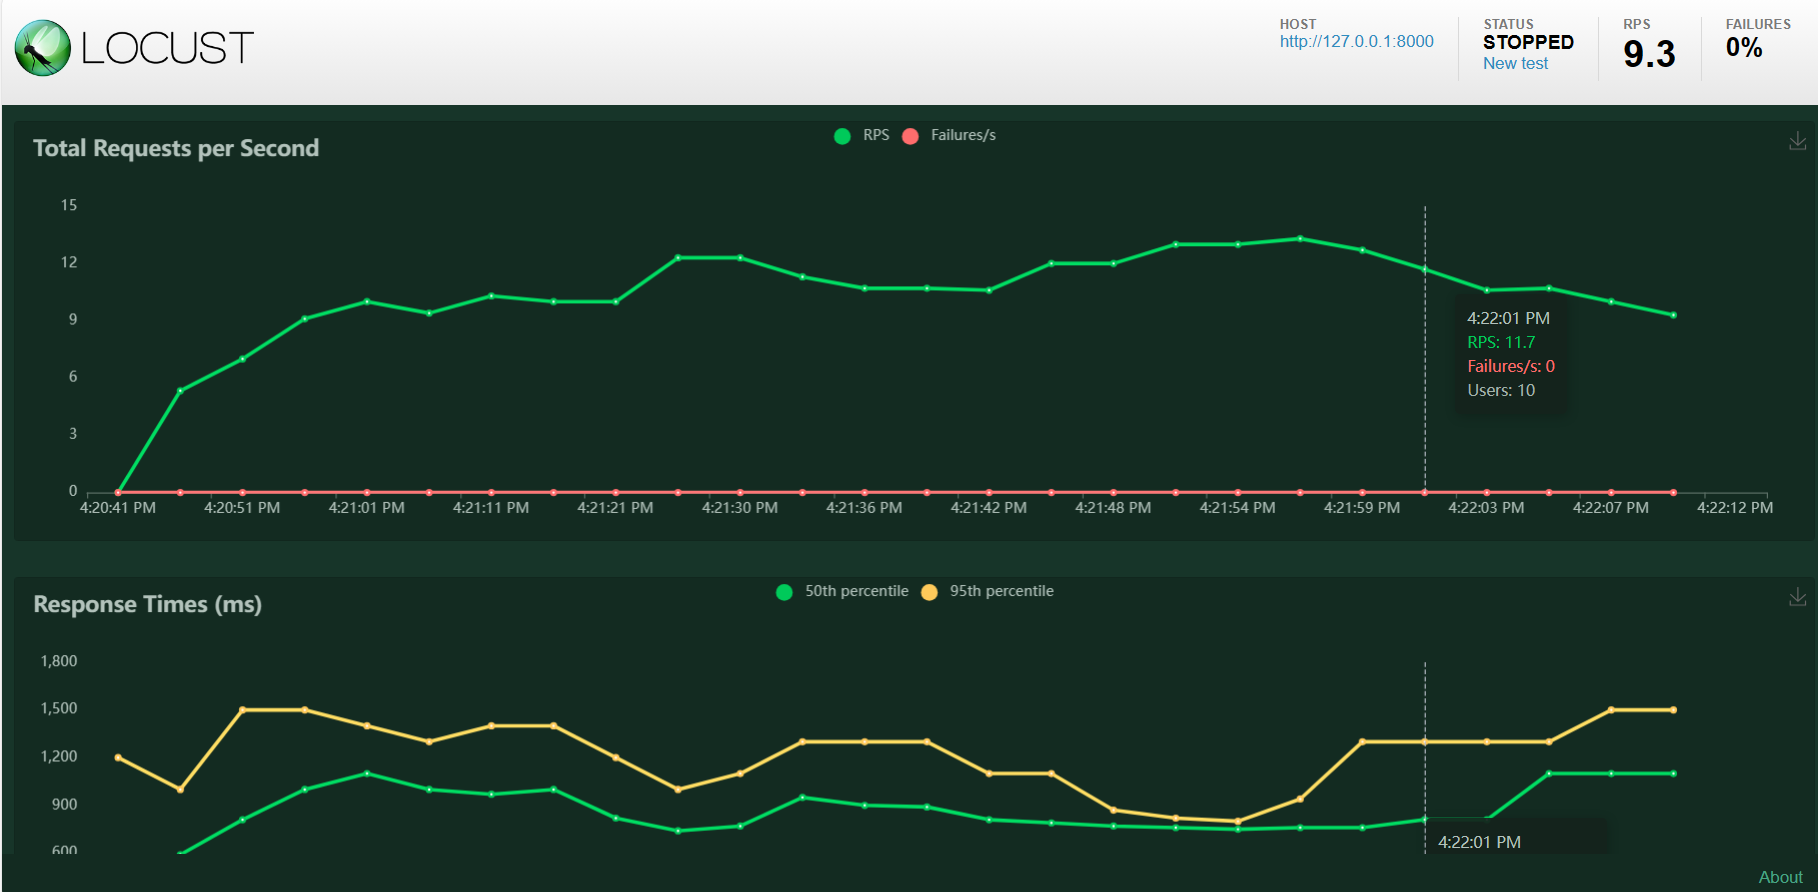 LOCUST
HOST
http://127.0.0.1:8000
STATUS
STOPPED
New test
RPS
9.3
FAILURES
0%
Total Requests per Second
RPS Failures/s
15
12
9
6
3
0
4:20:41 PM 4:20:51 PM 4:21:01 PM 4:21:11 PM 4:21:21 PM 4:21:30 PM 4:21:36 PM 4:21:42 PM 4:21:48 PM 4:21:54 PM 4:21:59 PM 4:22:03 PM 4:22:07 PM 4:22:12 PM
4:22:01 PM
RPS: 11.7
Failures/s: 0
Users: 10
Response Times (ms)
50th percentile 95th percentile
1,800
1,500
1,200
900
600
4:22:01 PM
About